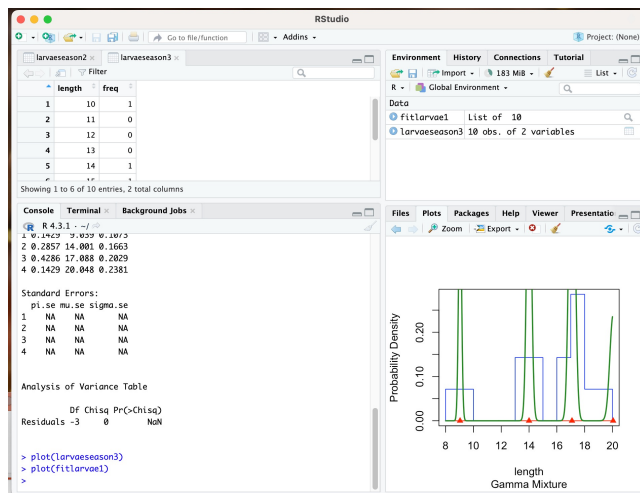 RStudio
Go to file/function
Addins
Project: (None)
larvaeseason2
larvaeseason3
Filter
length freq
1 10 1
2 11 0
3 12 0
4 13 0
5 14 1
Showing 1 to 6 of 10 entries, 2 total columns
Console Terminal Background Jobs
R 4.3.1 · ~/
1 0.1429 9.059 0.1073
2 0.2857 14.001 0.1663
3 0.4286 17.088 0.2029
4 0.1429 20.048 0.2381
Standard Errors:
pi.se mu.se sigma.se
1 NA NA NA
2 NA NA NA
3 NA NA NA
4 NA NA NA
Analysis of Variance Table
Df Chisq Pr(>Chisq)
Residuals -3 0 NaN
> plot(larvaeseason3)
> plot(fitlarvae1)
>
Environment History Connections Tutorial
Import 183 MiB List
R Global Environment
Data
fitlarvae1 List of 10
larvaeseason3 10 obs. of 2 variables
Files Plots Packages Help Viewer Presentatio
Zoom Export
Probability Density
0.20
0.10
0.00
8 10 12 14 16 18 20
length
Gamma Mixture